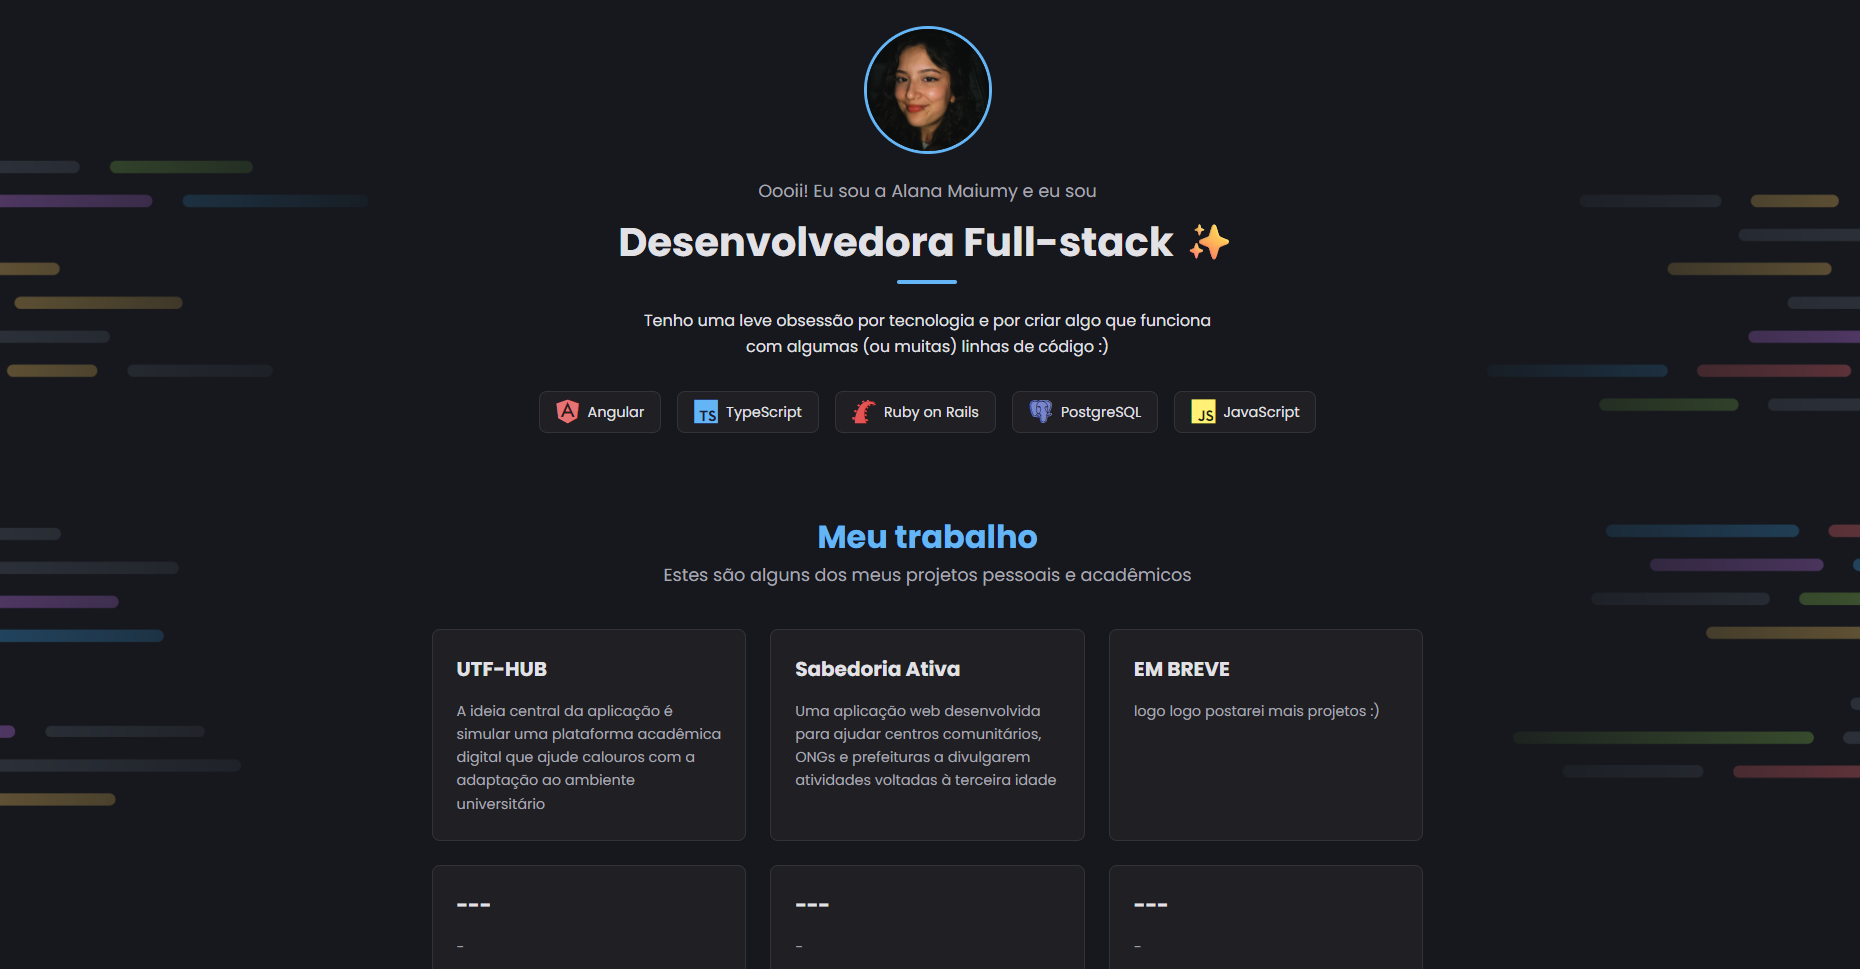 Oooii! Eu sou a Alana Maiumy e eu sou
Desenvolvedora Full-stack ✨
Tenho uma leve obsessão por tecnologia e por criar algo que funciona
com algumas (ou muitas) linhas de código :)
Angular
TS TypeScript
Ruby on Rails
PostgreSQL
JS JavaScript
Meu trabalho
Estes são alguns dos meus projetos pessoais e acadêmicos
UTF-HUB
A ideia central da aplicação é
simular uma plataforma acadêmica
digital que ajude calouros com a
adaptação ao ambiente
universitário
Sabedoria Ativa
Uma aplicação web desenvolvida
para ajudar centros comunitários,
ONGs e prefeituras a divulgarem
atividades voltadas à terceira idade
EM BREVE
logo logo postarei mais projetos :)
---
-
---
-
---
-